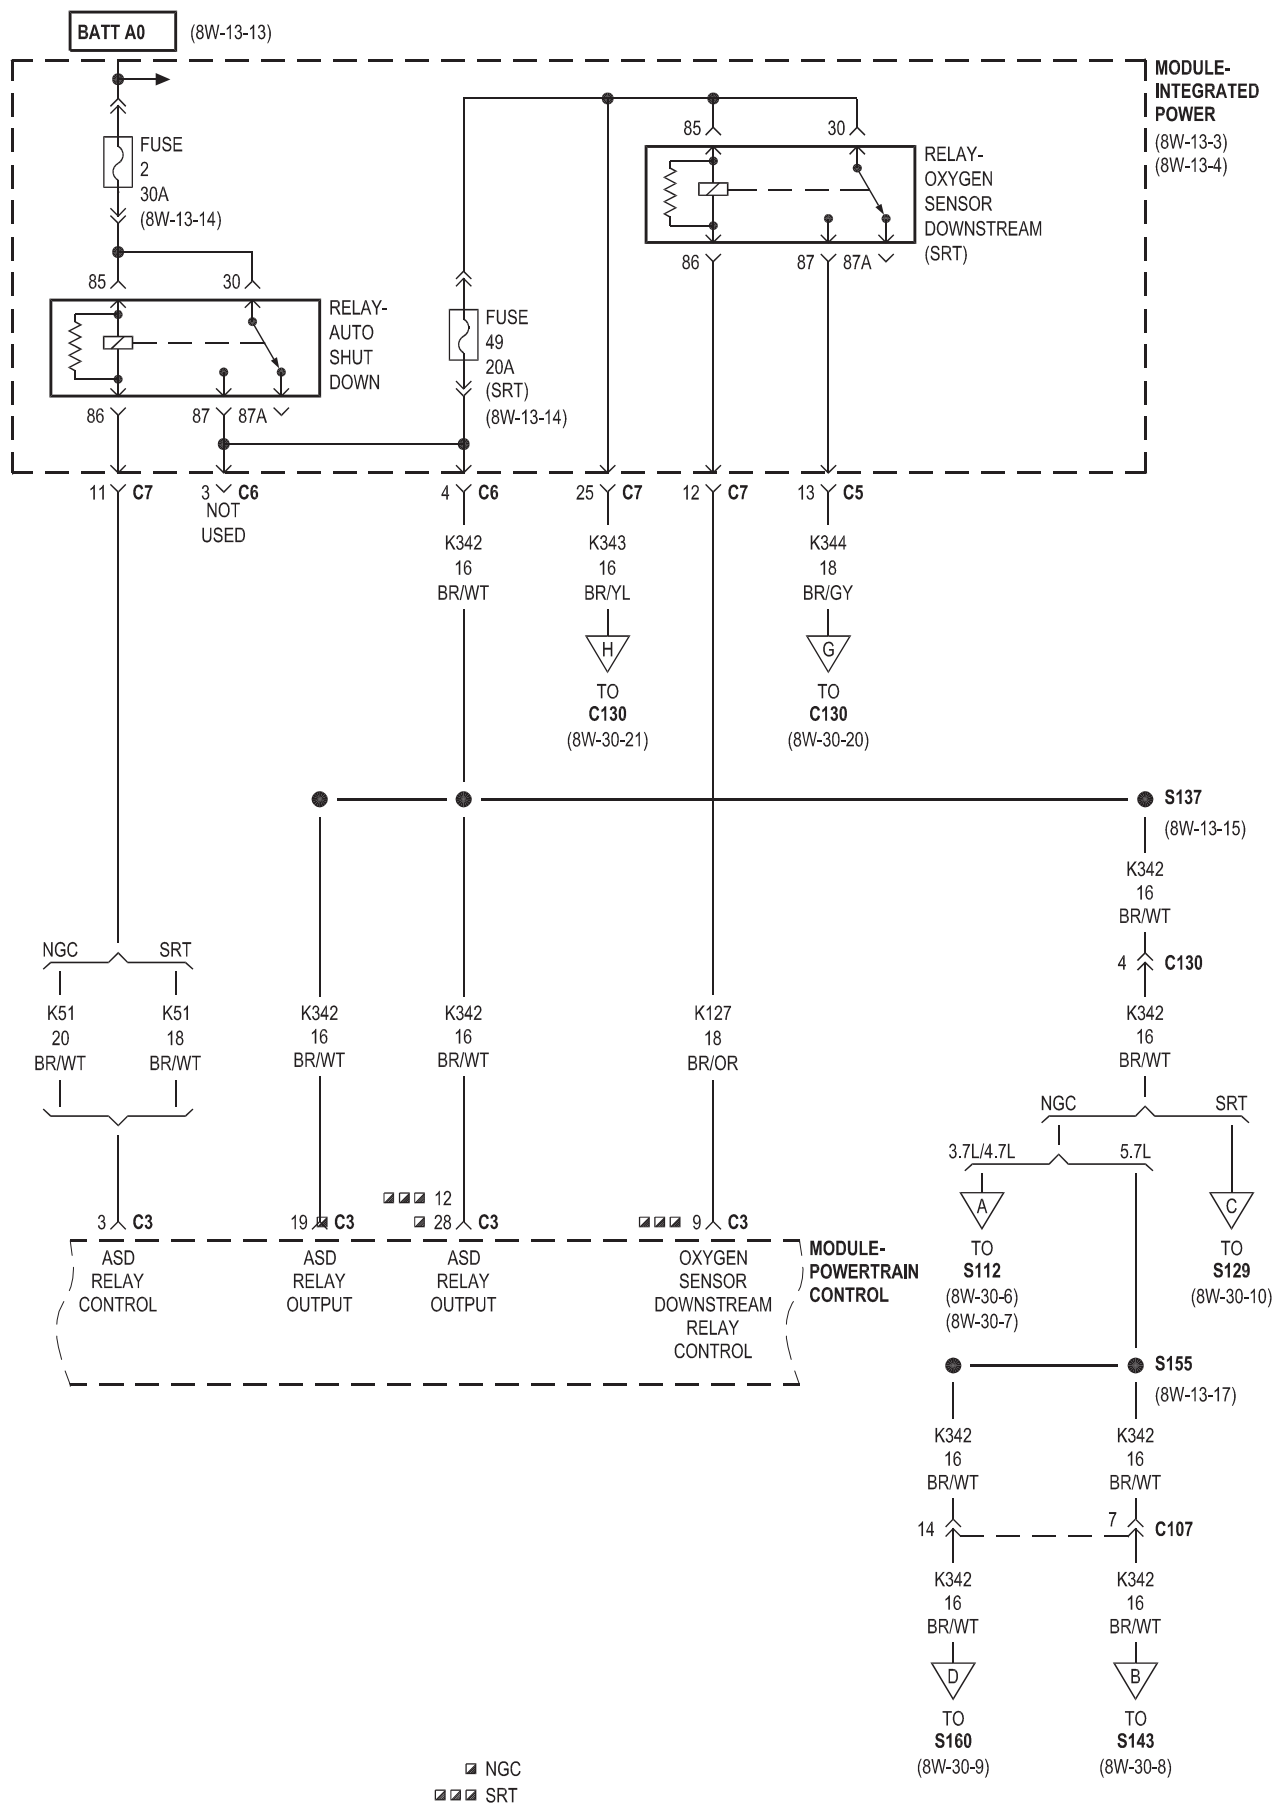 BATT A0 (8W-13-13)
MODULE-
INTEGRATED
POWER
(8W-13-3)
(8W-13-4)
FUSE
2
30A
(8W-13-14)
85 30
RELAY-
OXYGEN
SENSOR
DOWNSTREAM
(SRT)
86 87 87A
85 30
RELAY-
AUTO
SHUT
DOWN
FUSE
49
20A
(SRT)
(8W-13-14)
86 87 87A
11 C7
3 C6
NOT
USED
4 C6
25 C7
12 C7
13 C5
K342
16
BR/WT
K343
16
BR/YL
K344
18
BR/GY
H
TO
C130
(8W-30-21)
G
TO
C130
(8W-30-20)
S137
(8W-13-15)
K342
16
BR/WT
4 C130
NGC SRT
K51
20
BR/WT
K51
18
BR/WT
K342
16
BR/WT
K342
16
BR/WT
K127
18
BR/OR
K342
16
BR/WT
NGC SRT
3.7L/4.7L 5.7L
3 C3
19 C3
12
28 C3
9 C3
ASD
RELAY
CONTROL
ASD
RELAY
OUTPUT
ASD
RELAY
OUTPUT
OXYGEN
SENSOR
DOWNSTREAM
RELAY
CONTROL
MODULE-
POWERTRAIN
CONTROL
A
TO
S112
(8W-30-6)
(8W-30-7)
C
TO
S129
(8W-30-10)
S155
(8W-13-17)
K342
16
BR/WT
K342
16
BR/WT
14 7 C107
K342
16
BR/WT
K342
16
BR/WT
D
TO
S160
(8W-30-9)
B
TO
S143
(8W-30-8)
NGC
SRT